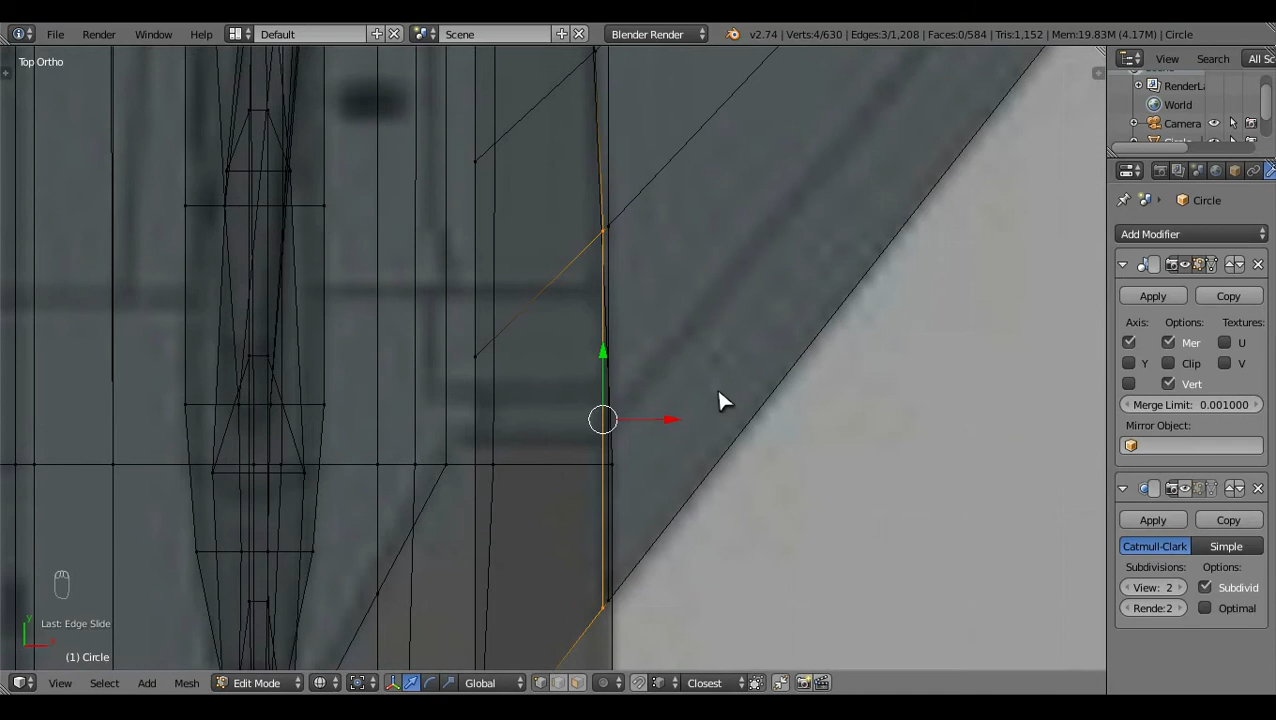 File Render Window Help Default Scene Blender Render v2.74 | Verts:4/630 | Edges:3/1,208 | Faces:0/584 | Tris:1,152 | Mem:19.83M (4.17M) | Circle
Top Ortho
View Search All Sc
RenderLa
World
Camera
Circle
Add Modifier
Apply Copy
Axis: Options: Textures:
Mer U
Y Clip V
Vert
Merge Limit: 0.001000
Mirror Object:
Apply Copy
Catmull-Clark Simple
Subdivisions: Options:
View: 2 Subdivid
Rende:2 Optimal
Last: Edge Slide
y
x
(1) Circle
View Select Add Mesh Edit Mode Global Closest